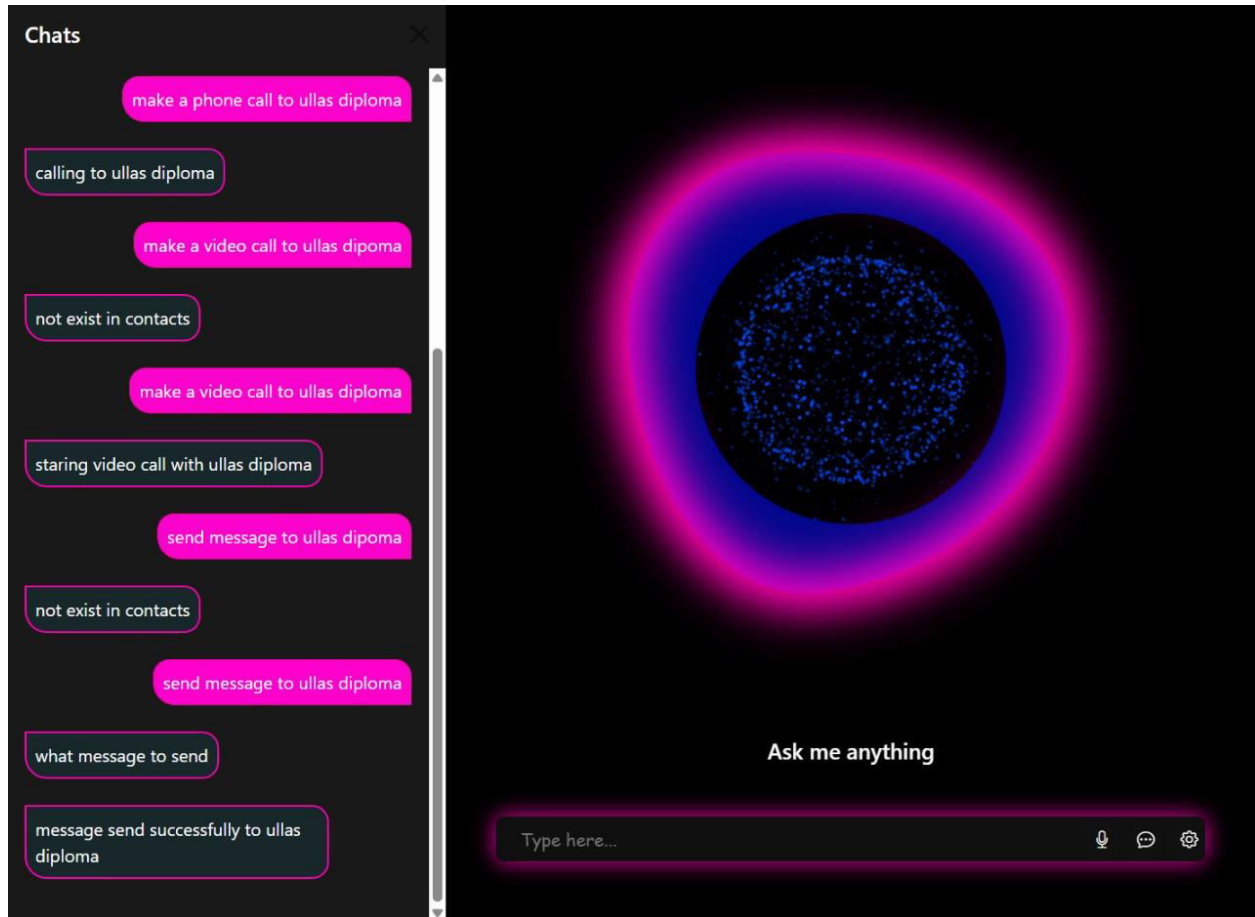 Chats
make a phone call to ullas diploma
calling to ullas diploma
make a video call to ullas dipoma
not exist in contacts
make a video call to ullas diploma
staring video call with ullas diploma
send message to ullas dipoma
not exist in contacts
send message to ullas diploma
what message to send
message send successfully to ullas
diploma
Ask me anything
Type here...